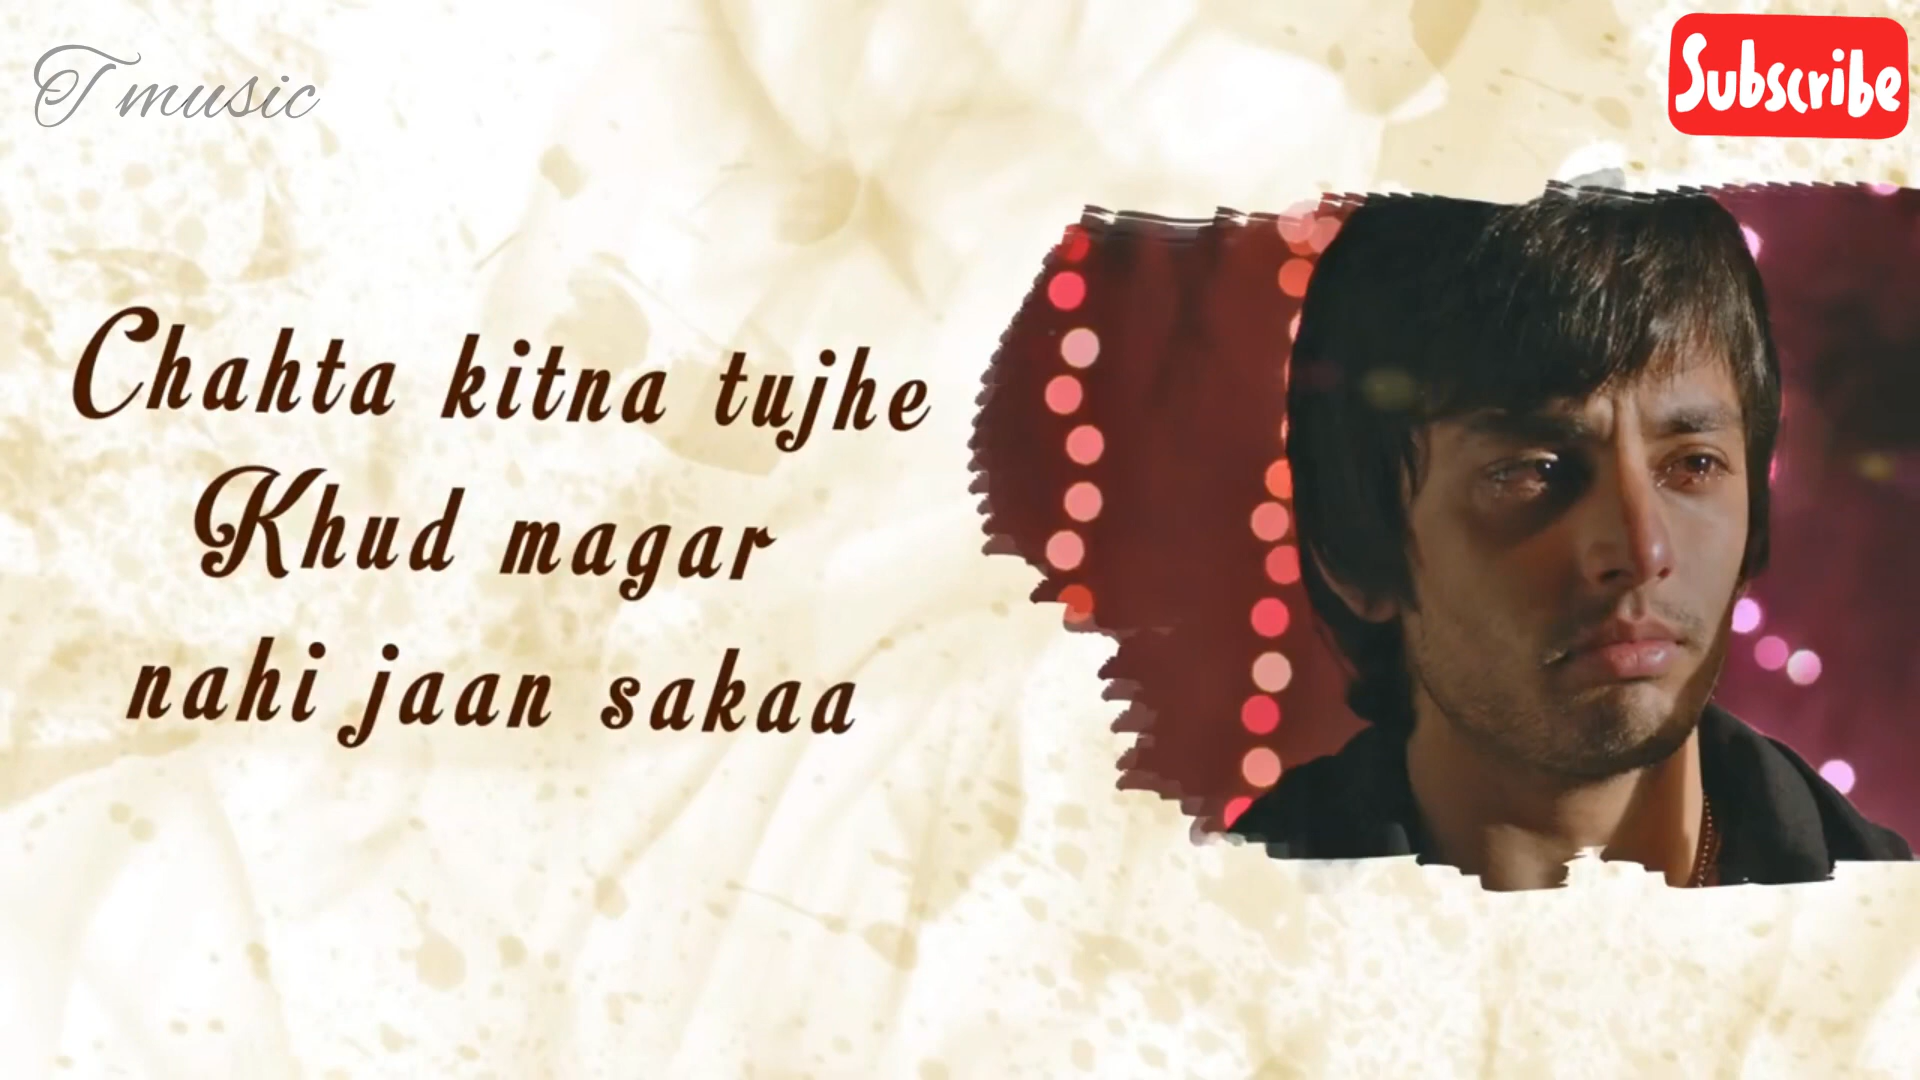 T music
Subscribe
Chahta kitna tujhe
Khud magar
nahi jaan sakaa